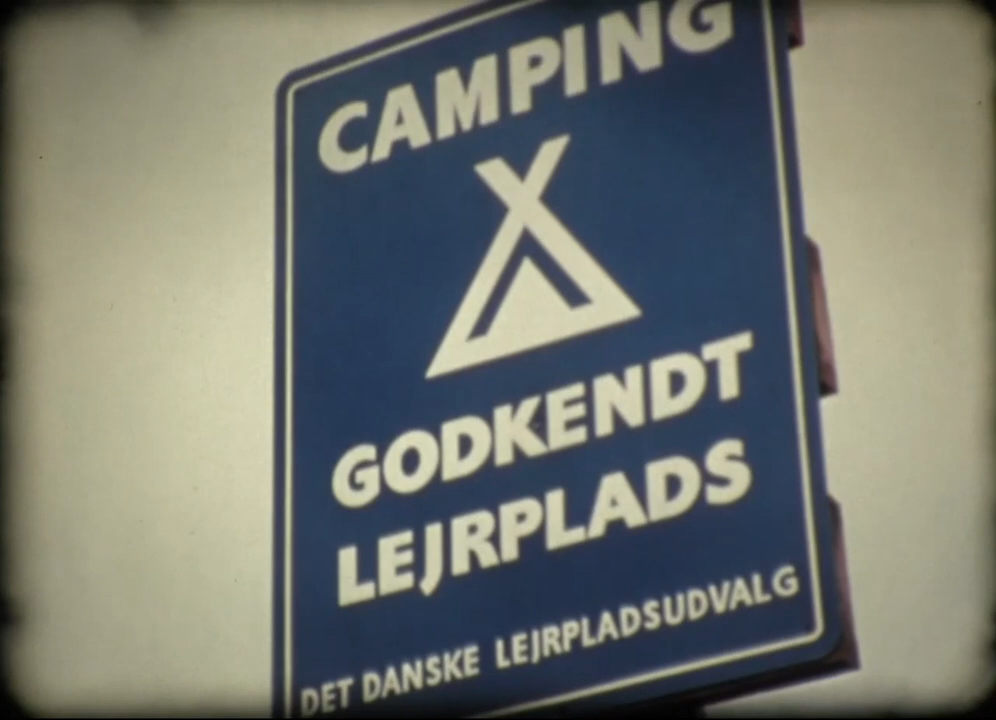 CAMPING
GODKENDT
LEJRPLADS
DET DANSKE LEJRPLADSUDVALG